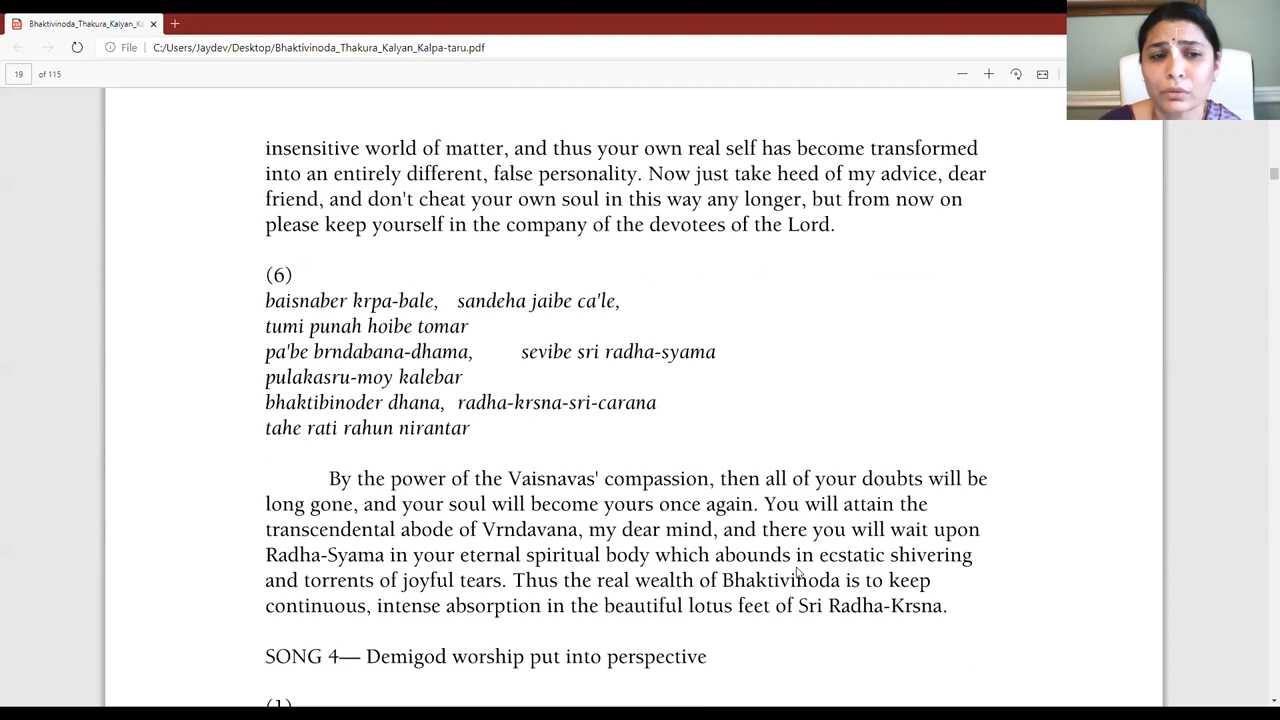 Bhaktivinoda_Thakura_Kalyan_K
File C:/Users/Jaydev/Desktop/Bhaktivinoda_Thakura_Kalyan_Kalpa-taru.pdf
19 of 115
insensitive world of matter, and thus your own real self has become transformed
into an entirely different, false personality. Now just take heed of my advice, dear
friend, and don't cheat your own soul in this way any longer, but from now on
please keep yourself in the company of the devotees of the Lord.
(6)
baisnaber krpa-bale, sandeha jaibe ca'le,
tumi punah hoibe tomar
pa'be brndabana-dhama, sevibe sri radha-syama
pulakasru-moy kalebar
bhaktibinoder dhana, radha-krsna-sri-carana
tahe rati rahun nirantar
By the power of the Vaisnavas' compassion, then all of your doubts will be
long gone, and your soul will become yours once again. You will attain the
transcendental abode of Vrndavana, my dear mind, and there you will wait upon
Radha-Syama in your eternal spiritual body which abounds in ecstatic shivering
and torrents of joyful tears. Thus the real wealth of Bhaktivinoda is to keep
continuous, intense absorption in the beautiful lotus feet of Sri Radha-Krsna.
SONG 4— Demigod worship put into perspective
(1)